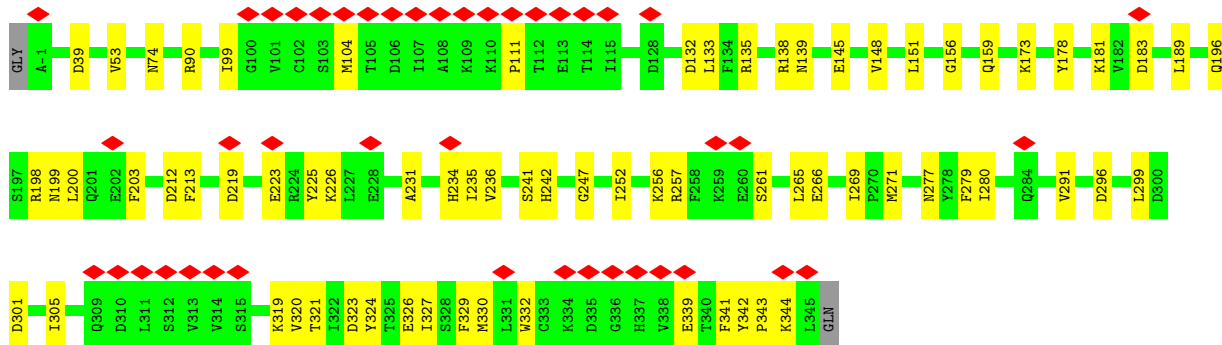 GLY A-1 D39 V53 N74 R90 I99 G100 V101 C102 S103 M104 T105 D106 I107 A108 K109 K110 P111 T112 E113 T114 I115 D128 D132 L133 F134 R135 R138 N139 E145 V148 L151 G156 Q159 K173 Y178 K181 V182 D183 L189 Q196
S197 R198 N199 L200 Q201 E202 F203 D212 F213 D219 E223 R224 Y225 K226 L227 E228 A231 H234 I235 V236 S241 H242 G247 I252 K256 R257 F258 K259 E260 S261 L265 E266 I269 P270 M271 N277 Y278 F279 I280 Q284 V291 D296 L299 D300
D301 I305 Q309 D310 L311 S312 V313 V314 S315 K319 V320 T321 I322 D323 Y324 T325 E326 I327 S328 F329 M330 L331 W332 C333 K334 D335 G336 H337 V338 E339 T340 F341 Y342 P343 K344 L345 GLN